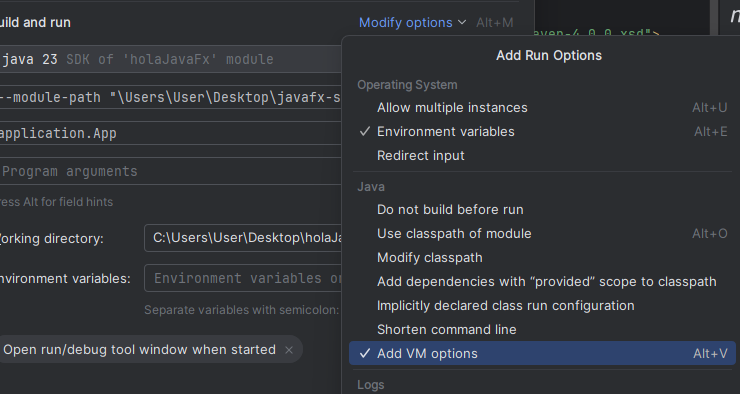 uild and run
Modify options Alt+M
java 23 SDK of 'holaJavaFx' module
--module-path "\Users\User\Desktop\javafx-s
application.App
Program arguments
ress Alt for field hints
orking directory: C:\Users\User\Desktop\holaJa
nvironment variables: Environment variables or
Separate variables with semicolon:
Open run/debug tool window when started
aven-4.0.0.xsd">
Add Run Options
Operating System
Allow multiple instances Alt+U
Environment variables Alt+E
Redirect input
Java
Do not build before run
Use classpath of module Alt+O
Modify classpath
Add dependencies with “provided” scope to classpath
Implicitly declared class run configuration
Shorten command line
Add VM options Alt+V
Logs